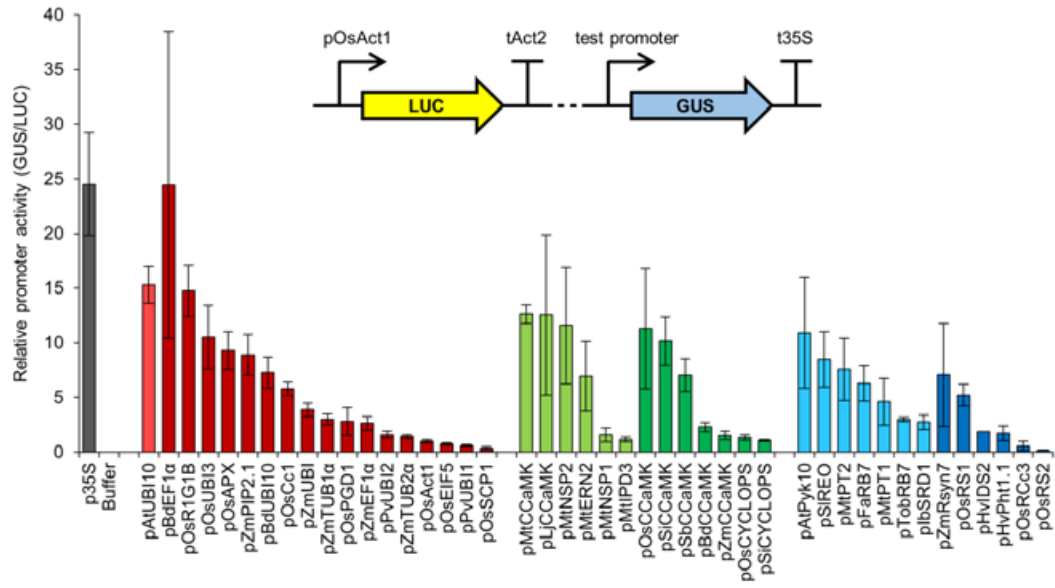 40
35
30
25
20
15
10
5
0
Relative promoter activity (GUS/LUC)
pOsAct1
tAct2
test promoter
t35S
LUC
GUS
p35S
Buffer
pAtUBI10
pBdEF1α
pOsR1G1B
pOsUBI3
pOsAPX
pZmPIP2.1
pBdUBI10
pOsCc1
pZmUBI
pZmTUB1α
pOsPGD1
pZmEF1α
pPvUBI2
pZmTUB2α
pOsAct1
pOsEIF5
pPvUBI1
pOsSCP1
pMtCCaMK
pLjCCaMK
pMtNSP2
pMtERN2
pMtNSP1
pMtIPD3
pOsCCaMK
pSiCCaMK
pSbCCaMK
pBdCCaMK
pZmCCaMK
pOsCYCLOPS
pSiCYCLOPS
pAtPyk10
pSiREO
pMtPT2
pFaRB7
pMtPT1
pTobRB7
pIbSRD1
pZmRsyn7
pOsRS1
pHvIDS2
pHvPht1.1
pOsRCc3
pOsRS2